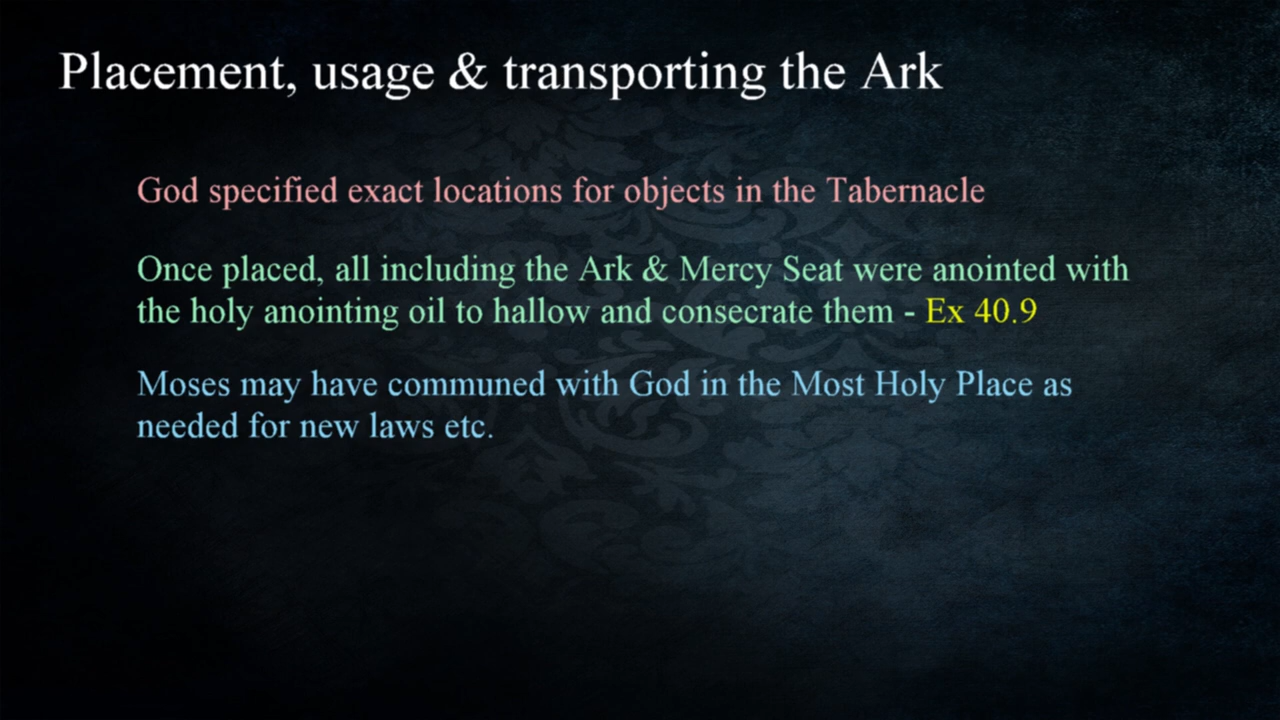 Placement, usage & transporting the Ark
God specified exact locations for objects in the Tabernacle
Once placed, all including the Ark & Mercy Seat were anointed with
the holy anointing oil to hallow and consecrate them - Ex 40.9
Moses may have communed with God in the Most Holy Place as
needed for new laws etc.